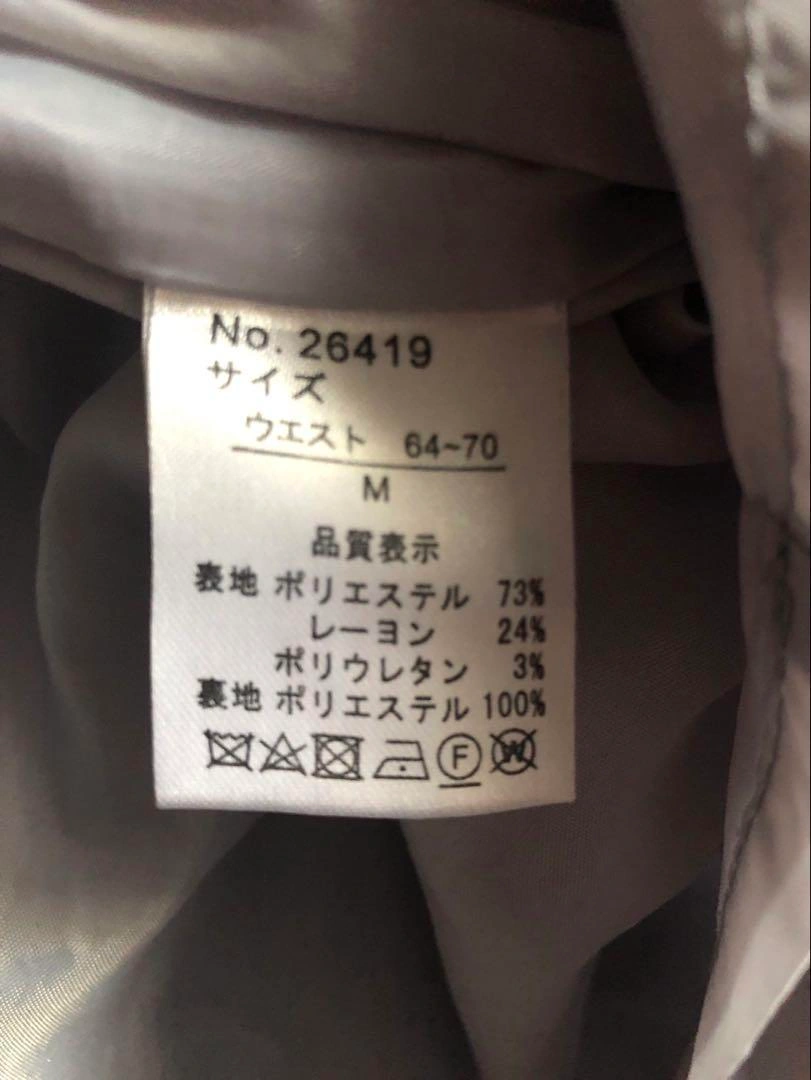 No. 26419
サイズ
ウエスト 64~70
M
品質表示
表地 ポリエステル 73%
レーヨン 24%
ポリウレタン 3%
裏地 ポリエステル 100%
F W